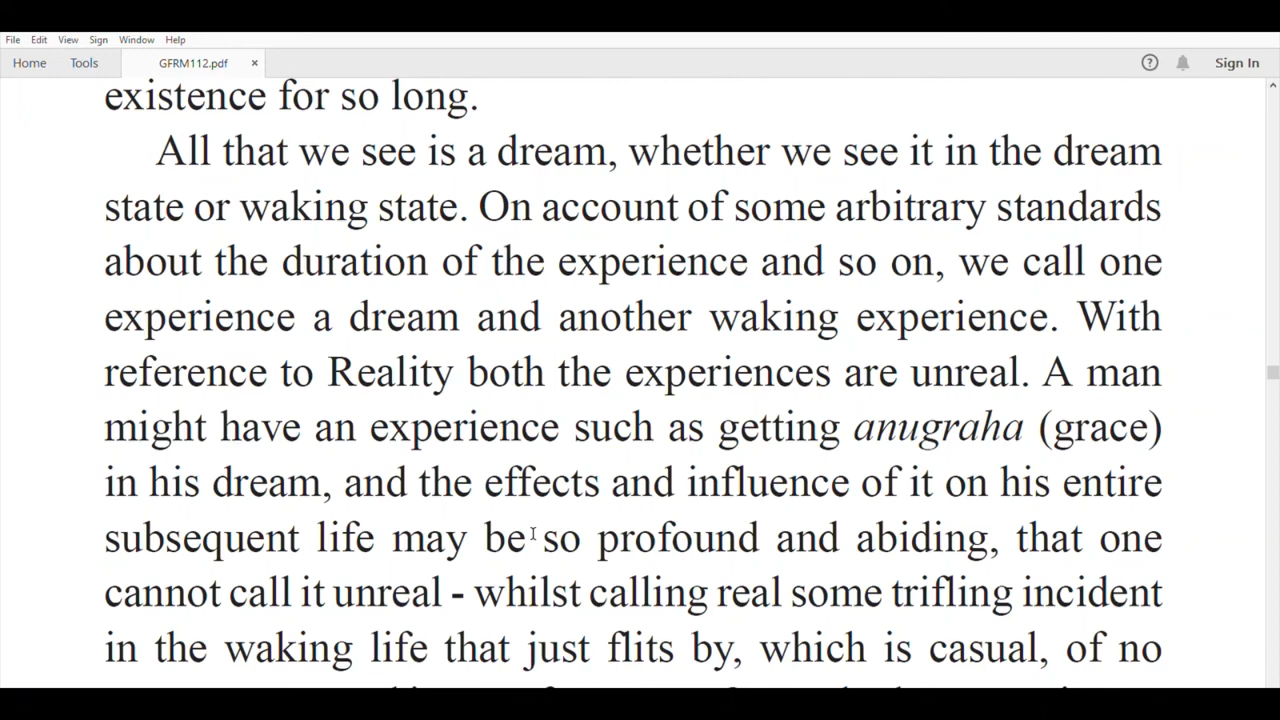 File Edit View Sign Window Help
Home Tools GFRM112.pdf × Sign In
existence for so long.
All that we see is a dream, whether we see it in the dream
state or waking state. On account of some arbitrary standards
about the duration of the experience and so on, we call one
experience a dream and another waking experience. With
reference to Reality both the experiences are unreal. A man
might have an experience such as getting anugraha (grace)
in his dream, and the effects and influence of it on his entire
subsequent life may be so profound and abiding, that one
cannot call it unreal - whilst calling real some trifling incident
in the waking life that just flits by, which is casual, of no